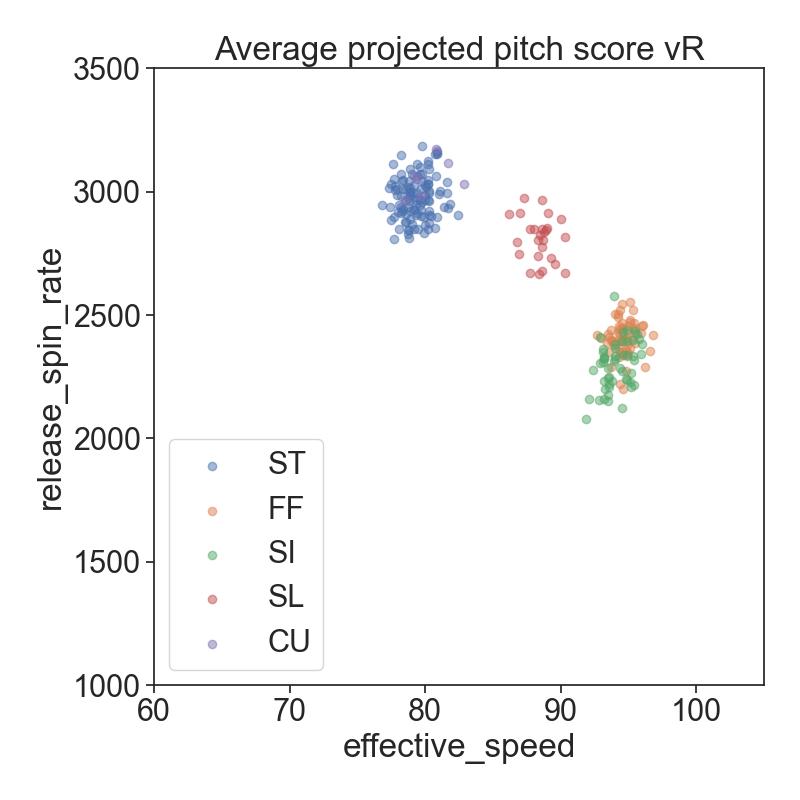 Average projected pitch score vR
release_spin_rate
3500
3000
2500
2000
1500
1000
ST
FF
SI
SL
CU
60 70 80 90 100
effective_speed